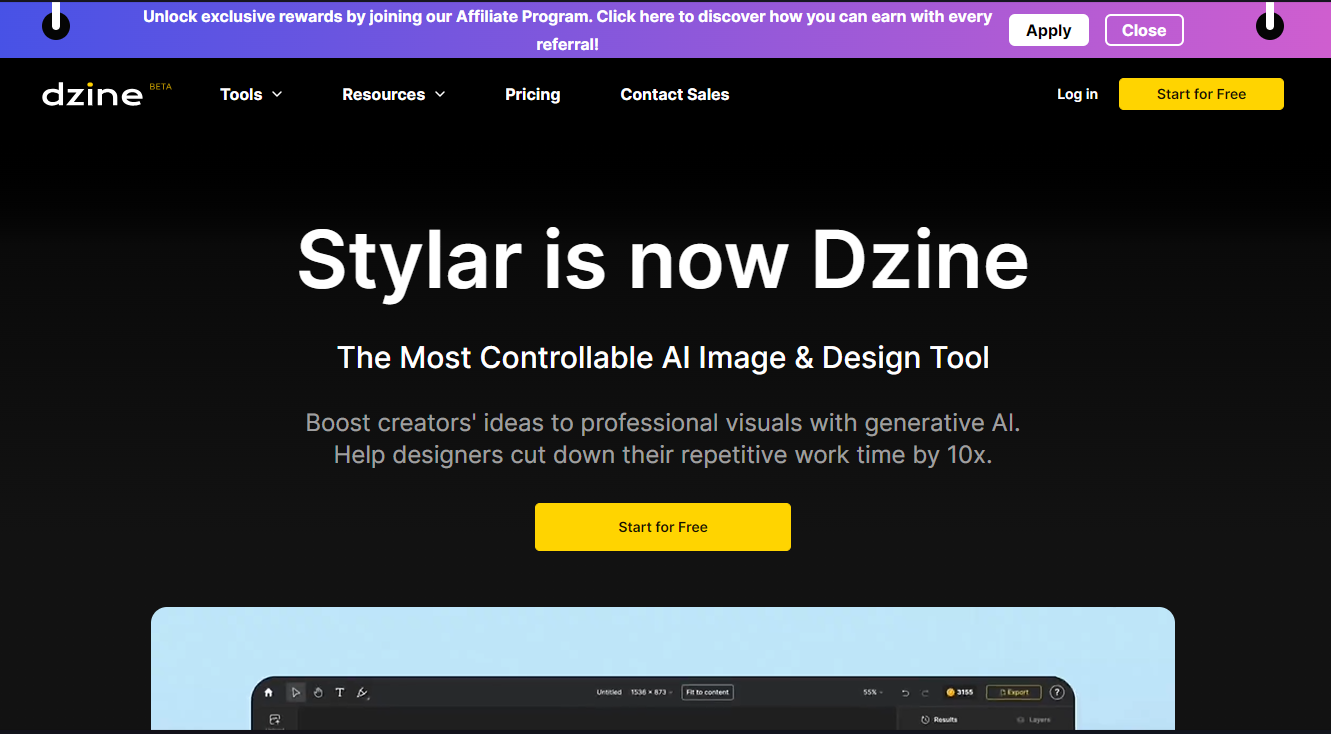 Unlock exclusive rewards by joining our Affiliate Program. Click here to discover how you can earn with every
referral!
Apply
Close
dzine BETA
Tools
Resources
Pricing
Contact Sales
Log in
Start for Free
Stylar is now Dzine
The Most Controllable AI Image & Design Tool
Boost creators' ideas to professional visuals with generative AI.
Help designers cut down their repetitive work time by 10x.
Start for Free
T
Untitled
1536 × 873
Fit to content
55%
3155
Export
?
Results
Layers